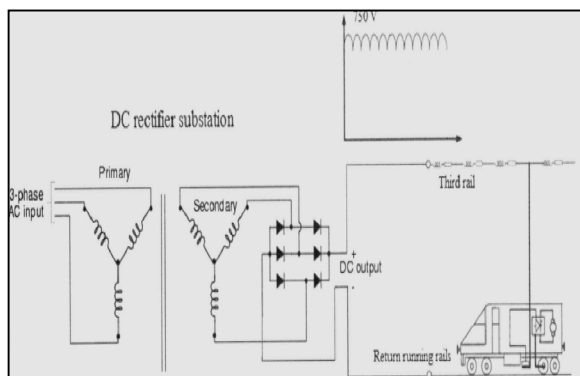 750 V
DC rectifier substation
Primary
3-phase
AC input
Secondary
Third rail
+
DC output
-
Return running rails